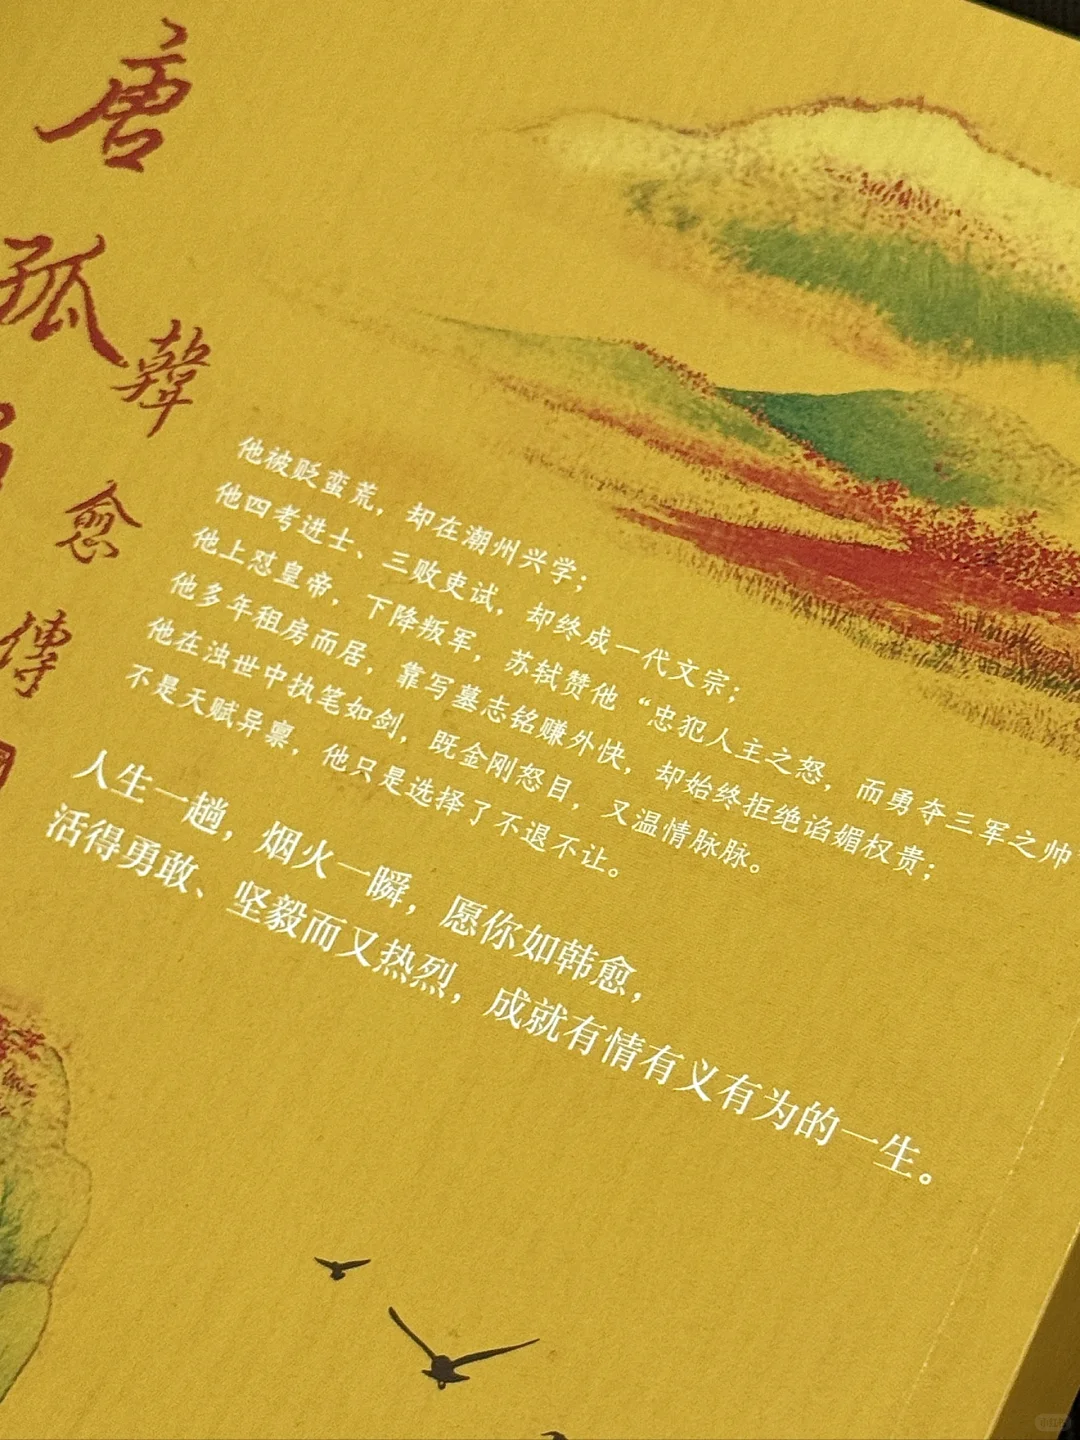 唐
孤
韓
愈
傳
他被贬蛮荒，却在潮州兴学；
他四考进士、三败吏试，却终成一代文宗；
他上怼皇帝，下降叛军，苏轼赞他“忠犯人主之怒，而勇夺三军之帅
他多年租房而居，靠写墓志铭赚外快，却始终拒绝谄媚权贵；
他在浊世中执笔如剑，既金刚怒目，又温情脉脉。
不是天赋异禀，他只是选择了不退不让。
人生一趟，烟火一瞬，愿你如韩愈，
活得勇敢、坚毅而又热烈，成就有情有义有为的一生。